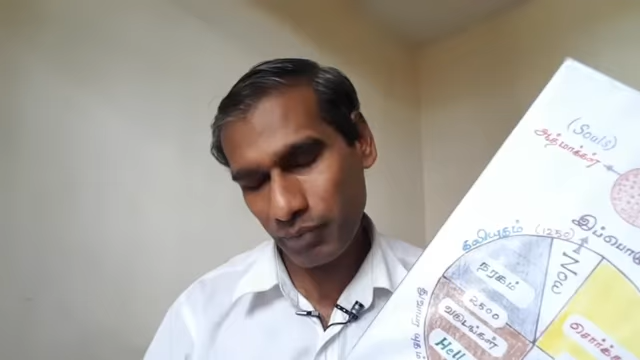 (Souls)
ஆத்மாக்கள்
இப்பொ
கலியுகம் (1250)
Now
நரகம்
2500
வருடங்கள்
Hell
சொர்க்